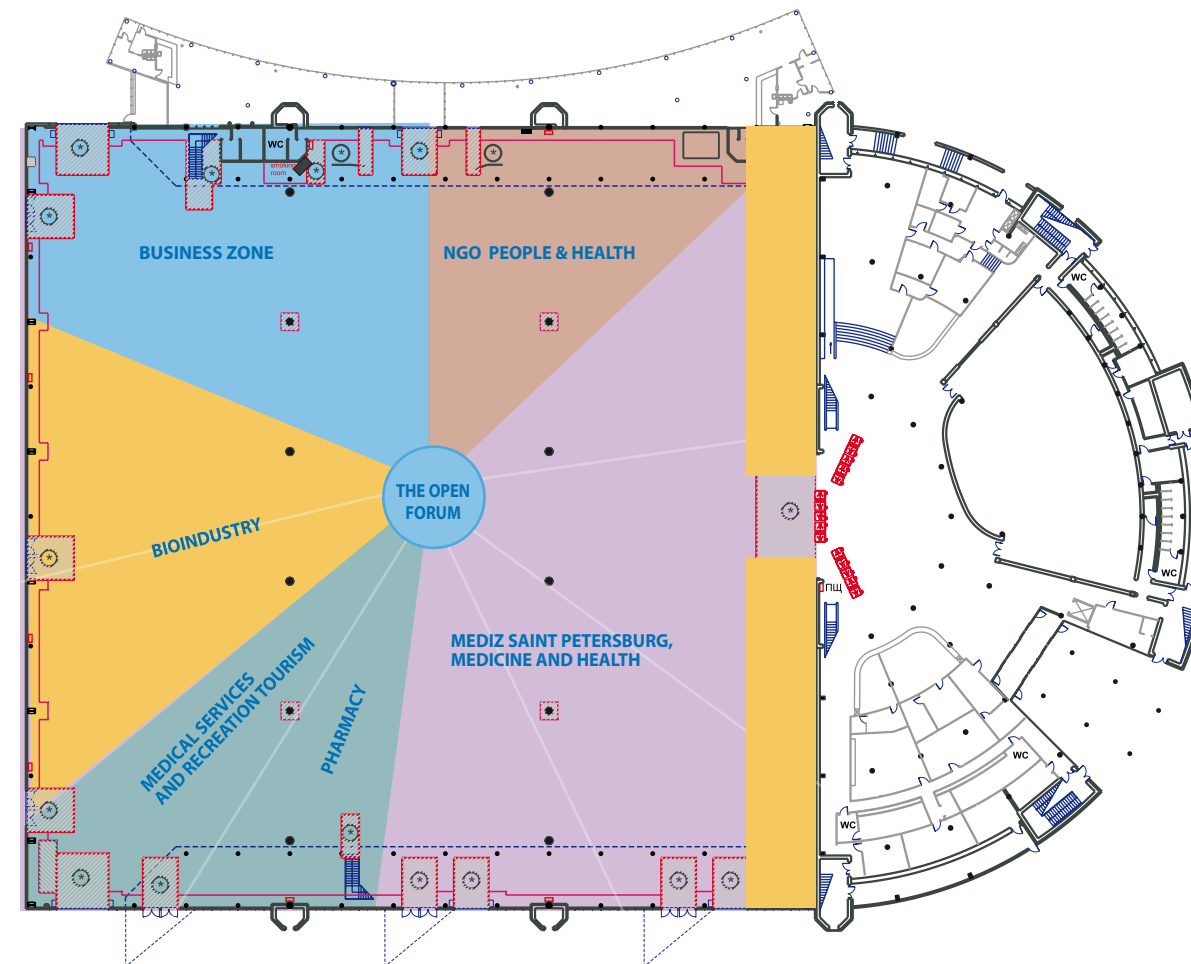 WC
smoking
room
BUSINESS ZONE
NGO PEOPLE & HEALTH
WC
THE OPEN
FORUM
BIOINDUSTRY
WC
ПЩ
MEDIZ SAINT PETERSBURG,
MEDICINE AND HEALTH
MEDICAL SERVICES
AND RECREATION TOURISM
PHARMACY
WC
WC